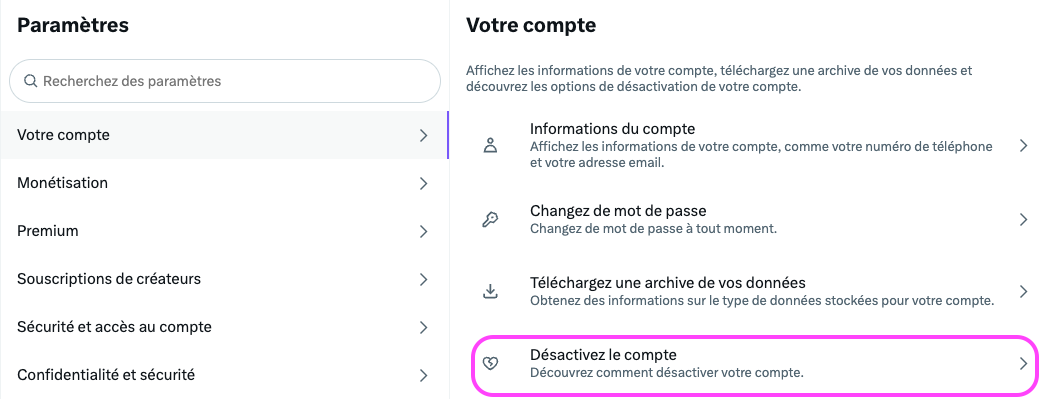 Paramètres
Recherchez des paramètres
Votre compte
Monétisation
Premium
Souscriptions de créateurs
Sécurité et accès au compte
Confidentialité et sécurité
Votre compte
Affichez les informations de votre compte, téléchargez une archive de vos données et
découvrez les options de désactivation de votre compte.
Informations du compte
Affichez les informations de votre compte, comme votre numéro de téléphone
et votre adresse email.
Changez de mot de passe
Changez de mot de passe à tout moment.
Téléchargez une archive de vos données
Obtenez des informations sur le type de données stockées pour votre compte.
Désactivez le compte
Découvrez comment désactiver votre compte.